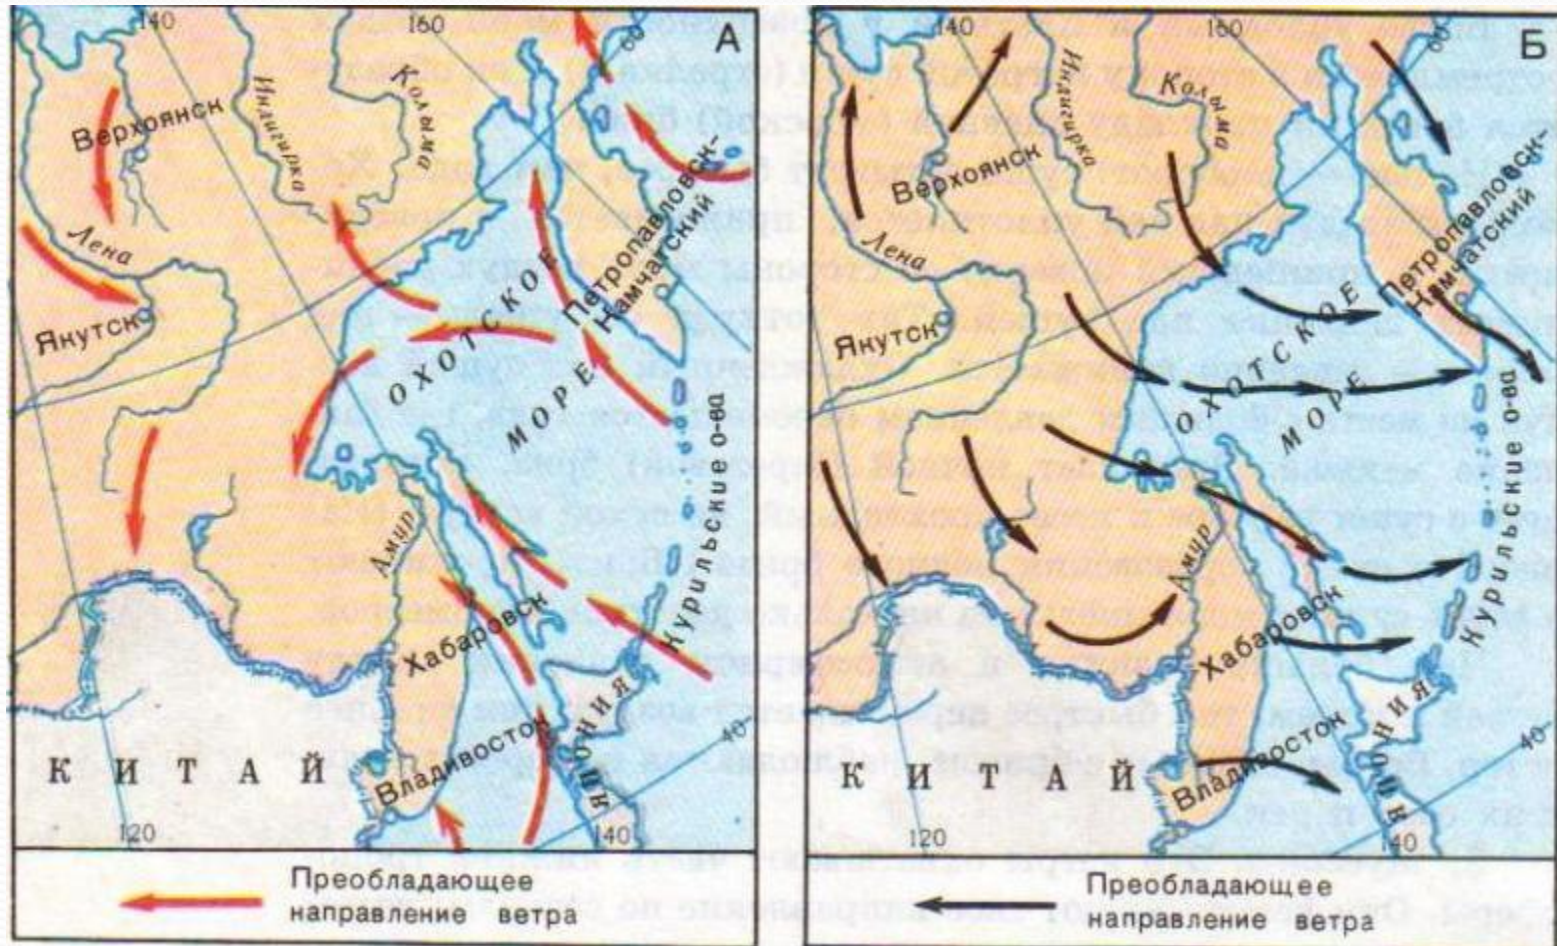 140
160
60
А
Верхоянск
Индигирка
Колыма
Лена
Якутск
Петропавловск-
Камчатский
ОХОТСКОЕ
МОРЕ
Курильские о-ва
Амур
Хабаровск
Владивосток
ЯПОНИЯ
КИТАЙ
40
120
140
Преобладающее
направление ветра
140
160
60
Б
Верхоянск
Индигирка
Колыма
Лена
Якутск
Петропавловск-
Камчатский
ОХОТСКОЕ
МОРЕ
Курильские о-ва
Амур
Хабаровск
Владивосток
ЯПОНИЯ
КИТАЙ
40
120
140
Преобладающее
направление ветра